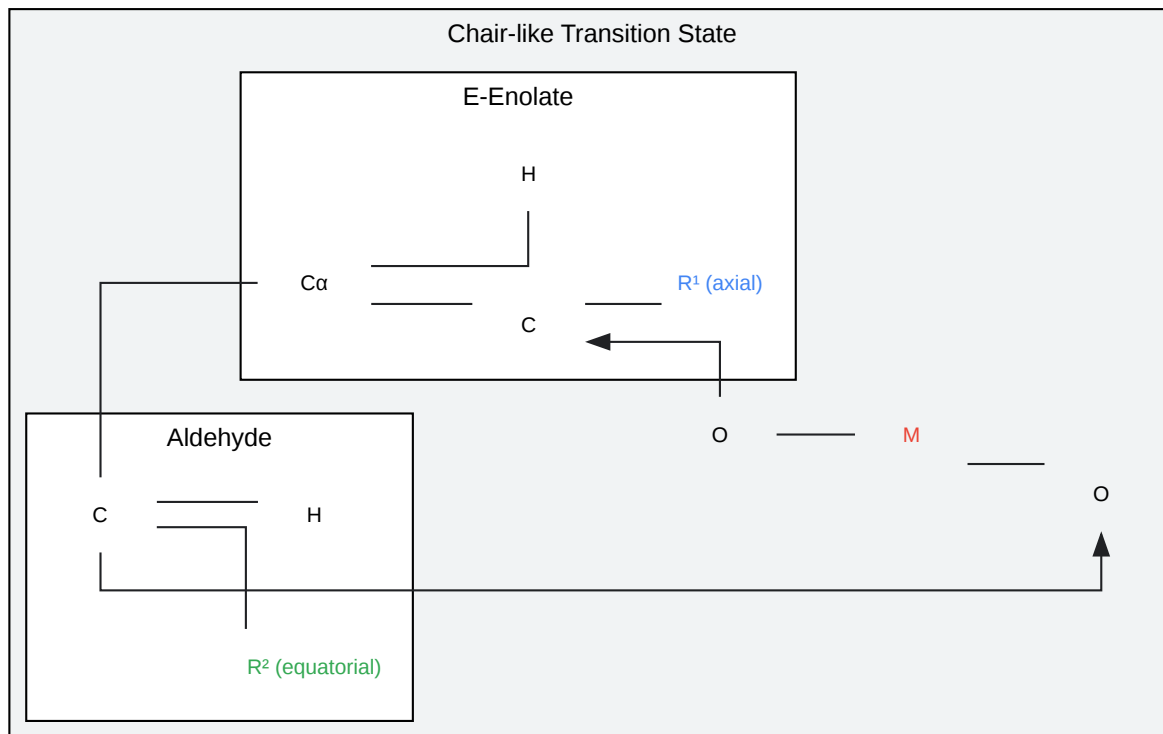 Chair-like Transition State
E-Enolate
H
Cα
R¹ (axial)
C
Aldehyde
O
M
O
C
H
R² (equatorial)